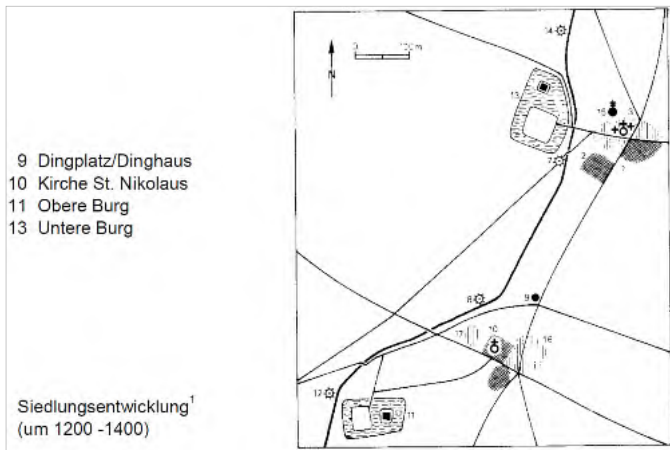 9 Dingplatz/Dinghaus
10 Kirche St. Nikolaus
11 Obere Burg
13 Untere Burg
Siedlungsentwicklung¹
(um 1200 -1400)
0 100m
N
14
13
15
2
1
7
8
9
10
17
16
12
11